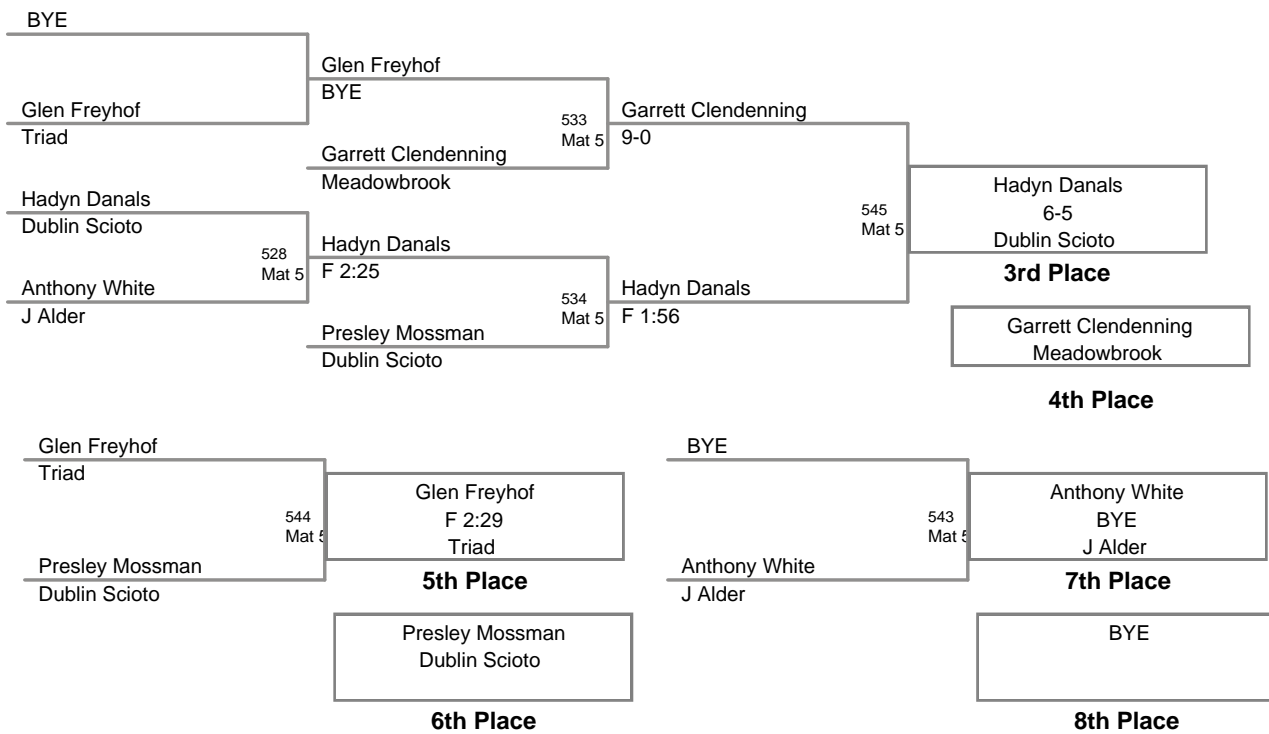 BYE
Glen Freyhof
BYE
Glen Freyhof
Triad
533
Mat 5
Garrett Clendenning
9-0
Garrett Clendenning
Meadowbrook
Hadyn Danals
Dublin Scioto
528
Mat 5
Hadyn Danals
F 2:25
Anthony White
J Alder
534
Mat 5
Hadyn Danals
F 1:56
Presley Mossman
Dublin Scioto
545
Mat 5
Hadyn Danals
6-5
Dublin Scioto
3rd Place
Garrett Clendenning
Meadowbrook
4th Place
Glen Freyhof
Triad
544
Mat 5
Presley Mossman
Dublin Scioto
Glen Freyhof
F 2:29
Triad
5th Place
Presley Mossman
Dublin Scioto
6th Place
BYE
543
Mat 5
Anthony White
J Alder
Anthony White
BYE
J Alder
7th Place
BYE
8th Place